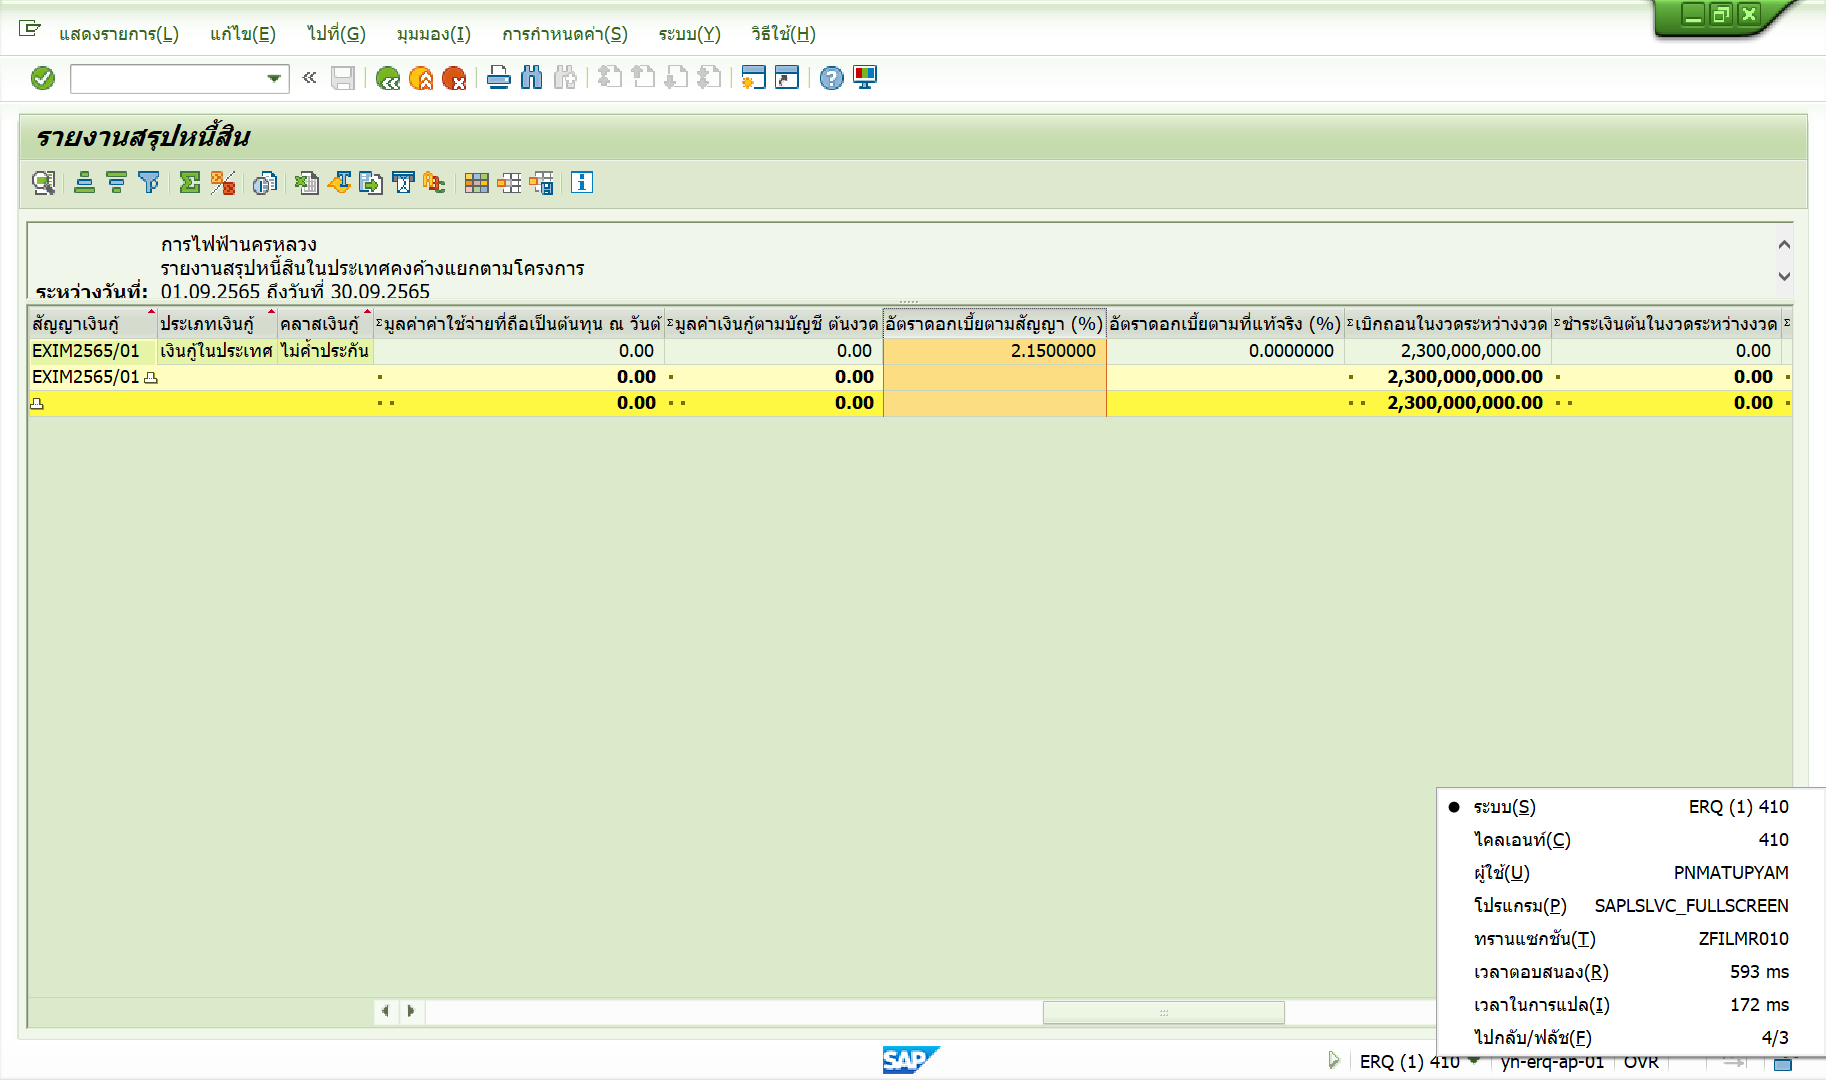 แสดงรายการ(L) แก้ไข(E) ไปที่(G) มุมมอง(I) การกำหนดค่า(S) ระบบ(Y) วิธีใช้(H)
รายงานสรุปหนี้สิน
การไฟฟ้านครหลวง
รายงานสรุปหนี้สินในประเทศคงค้างแยกตามโครงการ
ระหว่างวันที่: 01.09.2565 ถึงวันที่ 30.09.2565
สัญญาเงินกู้ ประเภทเงินกู้ คลาสเงินกู้ Σมูลค่าค่าใช้จ่ายที่ถือเป็นต้นทุน ณ วันต้ Σมูลค่าเงินกู้ตามบัญชี ต้นงวด อัตราดอกเบี้ยตามสัญญา (%) อัตราดอกเบี้ยตามที่แท้จริง (%) Σเบิกถอนในงวดระหว่างงวด Σชำระเงินต้นในงวดระหว่างงวด Σ
EXIM2565/01 เงินกู้ในประเทศ ไม่ค้ำประกัน 0.00 0.00 2.1500000 0.0000000 2,300,000,000.00 0.00
EXIM2565/01 0.00 0.00 2,300,000,000.00 0.00
0.00 0.00 2,300,000,000.00 0.00
ระบบ(S) ERQ (1) 410
ไคลเอนท์(C) 410
ผู้ใช้(U) PNMATUPYAM
โปรแกรม(P) SAPLSLVC_FULLSCREEN
ทรานแซกชัน(T) ZFILMR010
เวลาตอบสนอง(R) 593 ms
เวลาในการแปล(I) 172 ms
ไปกลับ/ฟลัช(F) 4/3
SAP ERQ (1) 410 yn-erq-ap-01 OVR